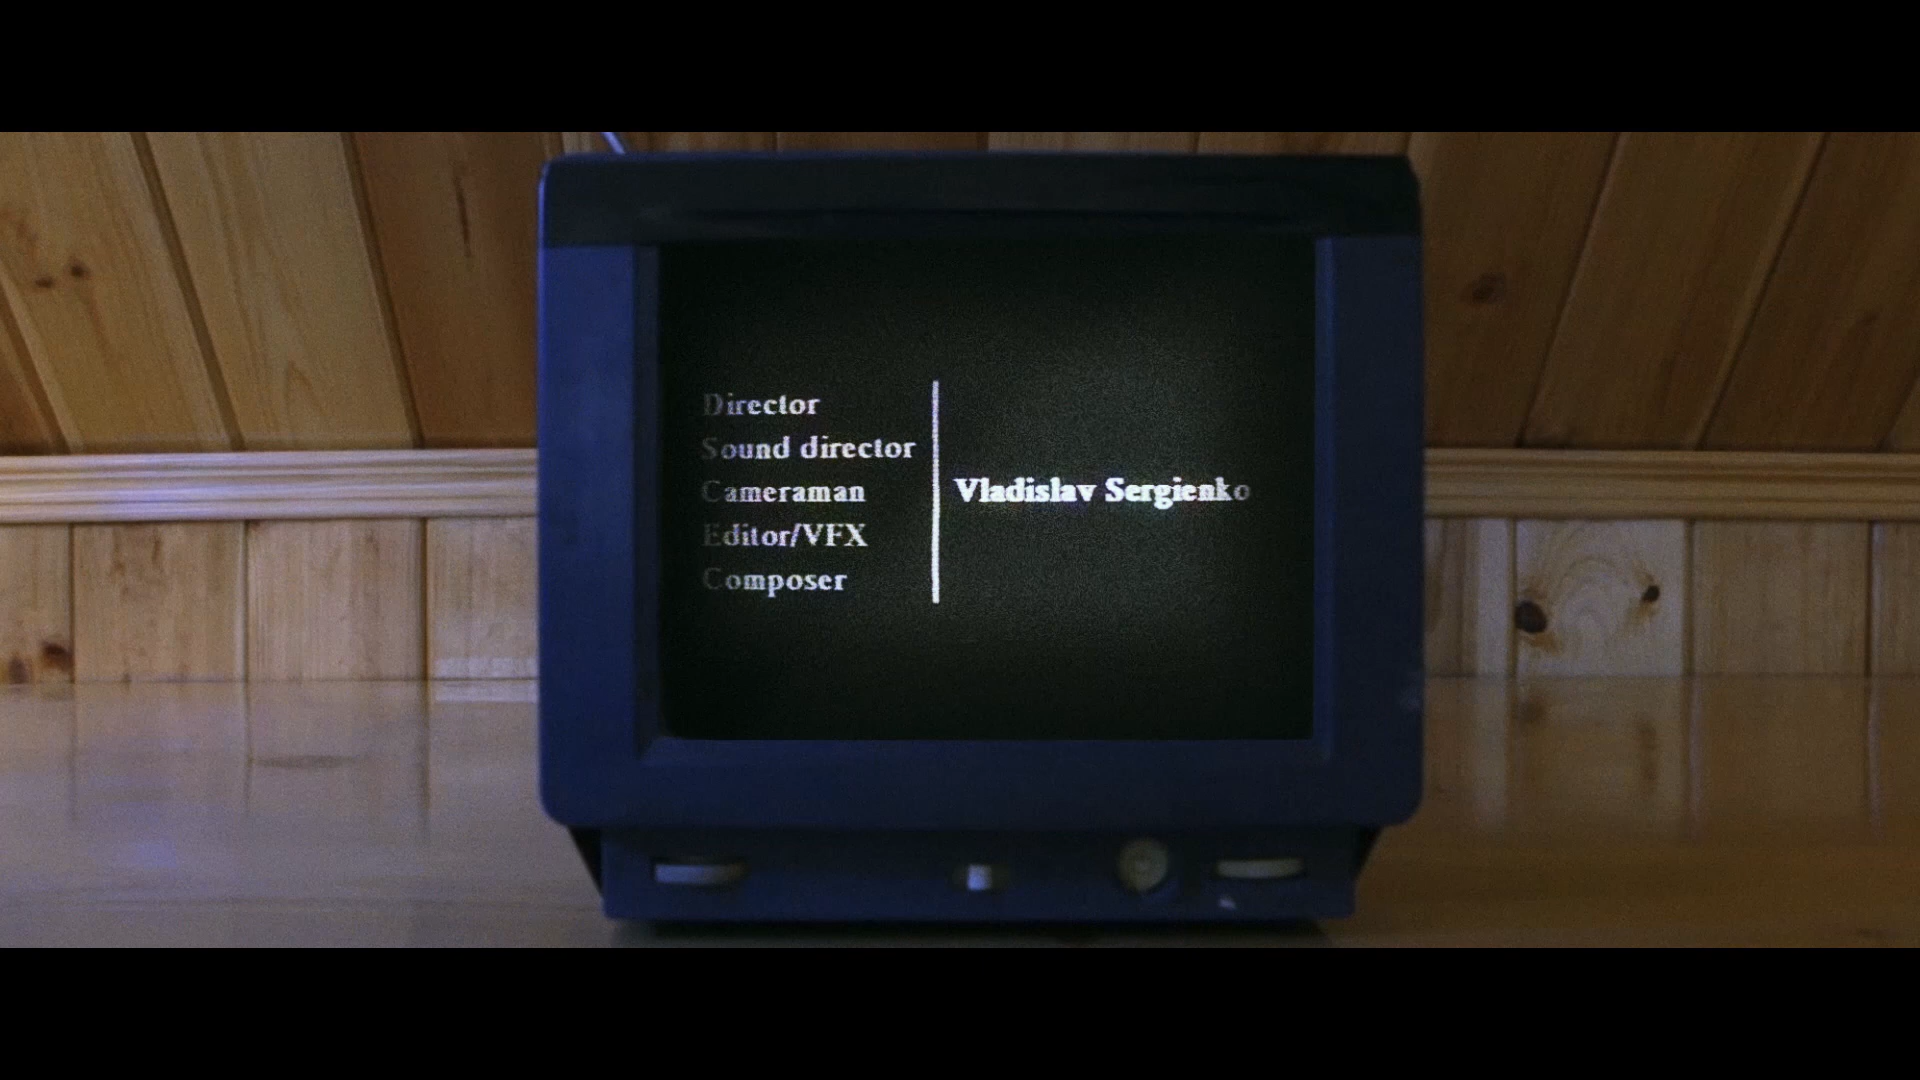 Director
Sound director
Cameraman
Editor/VFX
Composer
Vladislav Sergienko